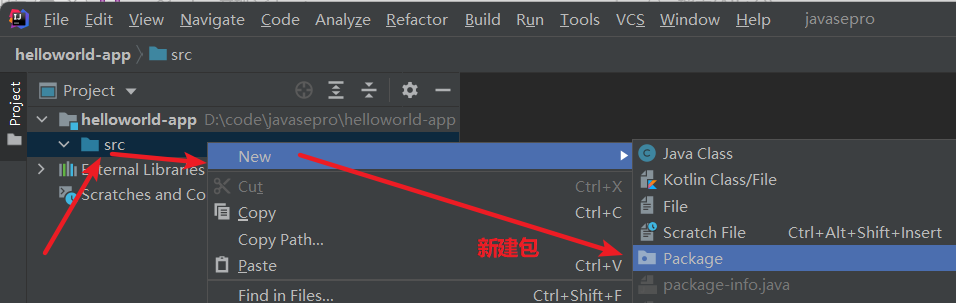 File Edit View Navigate Code Analyze Refactor Build Run Tools VCS Window Help javasepro
helloworld-app src
Project
Project
helloworld-app D:\code\javasepro\helloworld-app
src
External Libraries
Scratches and Co
New
Cut Ctrl+X
Copy Ctrl+C
Copy Path...
Paste Ctrl+V
Find in Files... Ctrl+Shift+F
新建包
Java Class
Kotlin Class/File
File
Scratch File Ctrl+Alt+Shift+Insert
Package
package-info.java